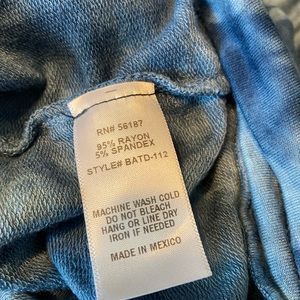 RN# 56187
95% RAYON
5% SPANDEX
STYLE# BATD-112
MACHINE WASH COLD
DO NOT BLEACH
HANG OR LINE DRY
IRON IF NEEDED
MADE IN MEXICO